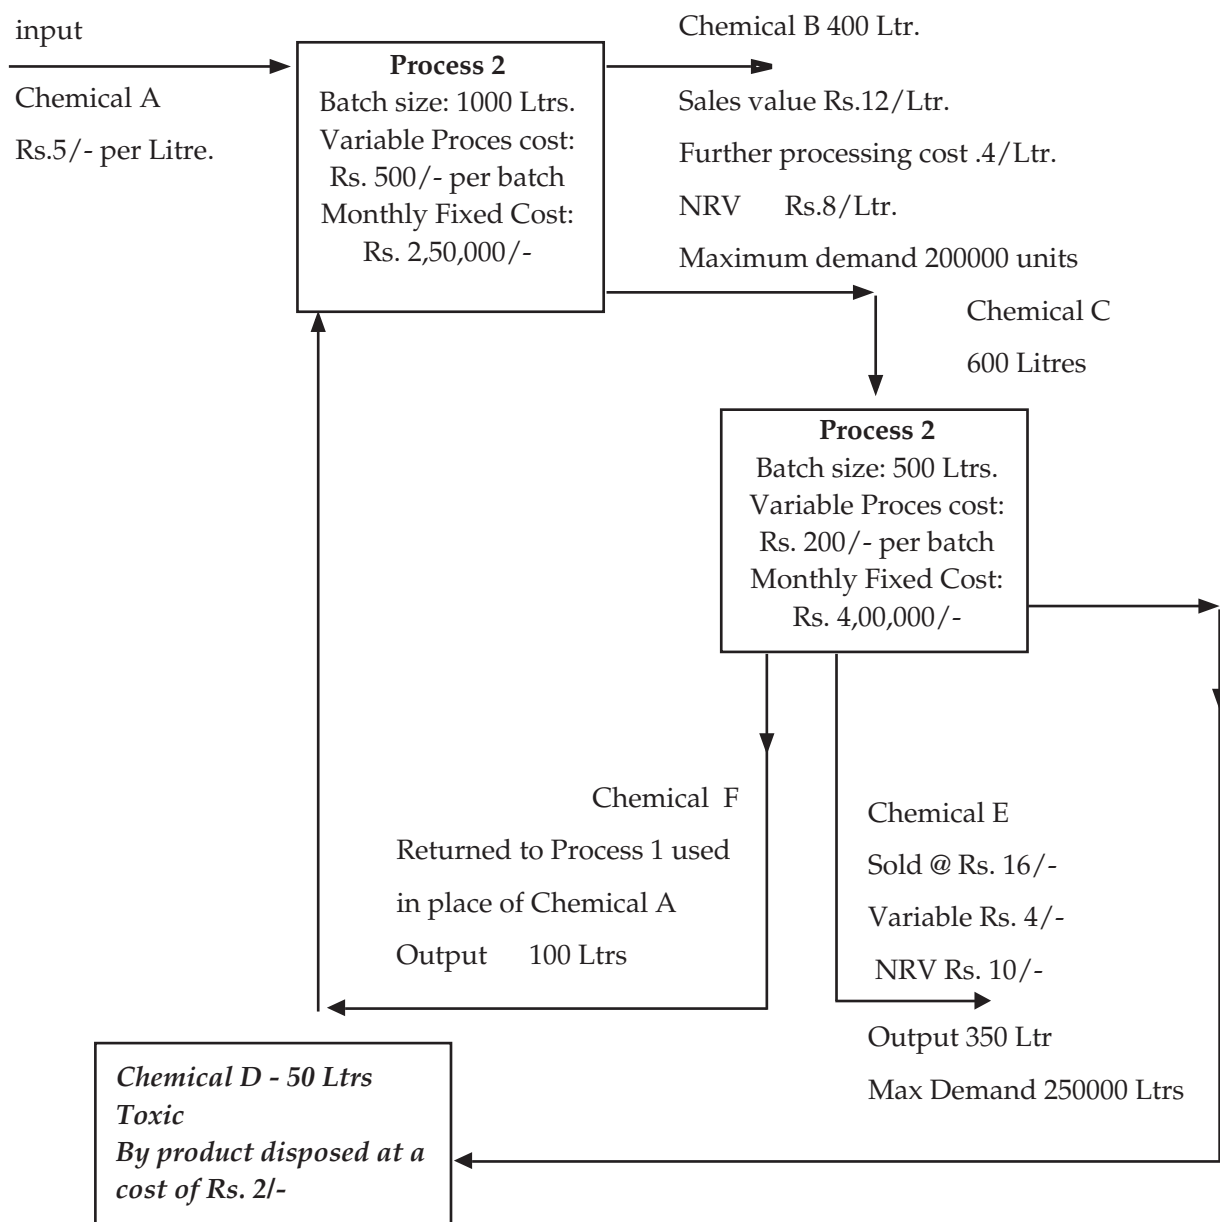 input
Chemical A
Rs.5/- per Litre.
Process 2
Batch size: 1000 Ltrs.
Variable Proces cost:
Rs. 500/- per batch
Monthly Fixed Cost:
Rs. 2,50,000/-
Chemical B 400 Ltr.
Sales value Rs.12/Ltr.
Further processing cost .4/Ltr.
NRV Rs.8/Ltr.
Maximum demand 200000 units
Chemical C
600 Litres
Process 2
Batch size: 500 Ltrs.
Variable Proces cost:
Rs. 200/- per batch
Monthly Fixed Cost:
Rs. 4,00,000/-
Chemical F
Returned to Process 1 used
in place of Chemical A
Output 100 Ltrs
Chemical E
Sold @ Rs. 16/-
Variable Rs. 4/-
NRV Rs. 10/-
Output 350 Ltr
Max Demand 250000 Ltrs
Chemical D - 50 Ltrs
Toxic
By product disposed at a
cost of Rs. 2/-